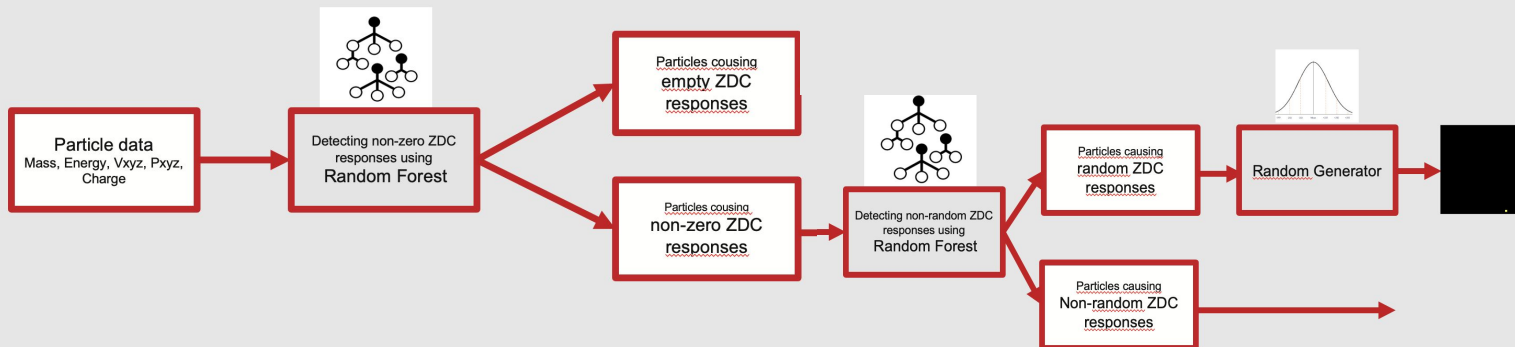 Particle data
Mass, Energy, Vxyz, Pxyz,
Charge
Detecting non-zero ZDC
responses using
Random Forest
Particles cousing
empty ZDC
responses
Particles cousing
non-zero ZDC
responses
Detecting non-random ZDC
responses using
Random Forest
Particles causing
random ZDC
responses
Random Generator
Particles causing
Non-random ZDC
responses